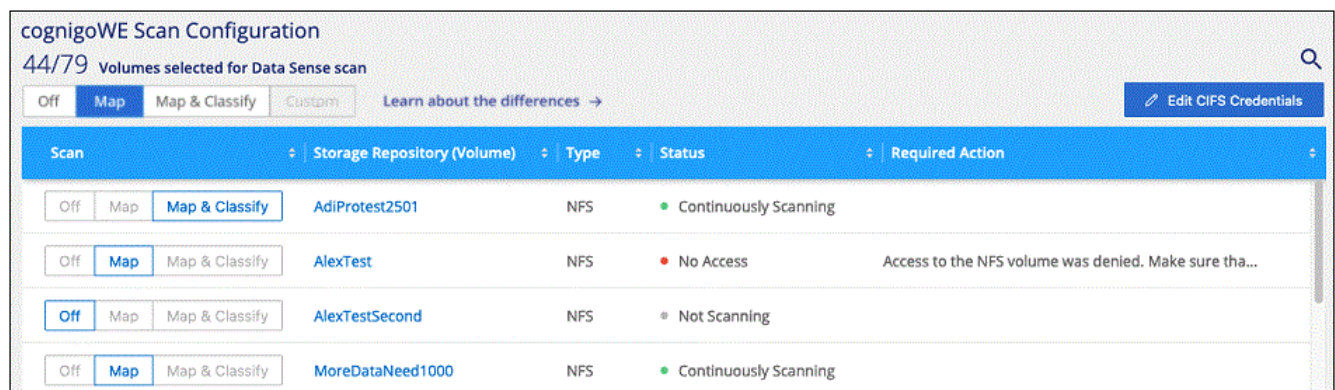 cognigoWE Scan Configuration
44/79 Volumes selected for Data Sense scan
Off Map Map & Classify Custom Learn about the differences → Edit CIFS Credentials
Scan Storage Repository (Volume) Type Status Required Action
Off Map Map & Classify AdiProtest2501 NFS Continuously Scanning
Off Map Map & Classify AlexTest NFS No Access Access to the NFS volume was denied. Make sure tha...
Off Map Map & Classify AlexTestSecond NFS Not Scanning
Off Map Map & Classify MoreDataNeed1000 NFS Continuously Scanning